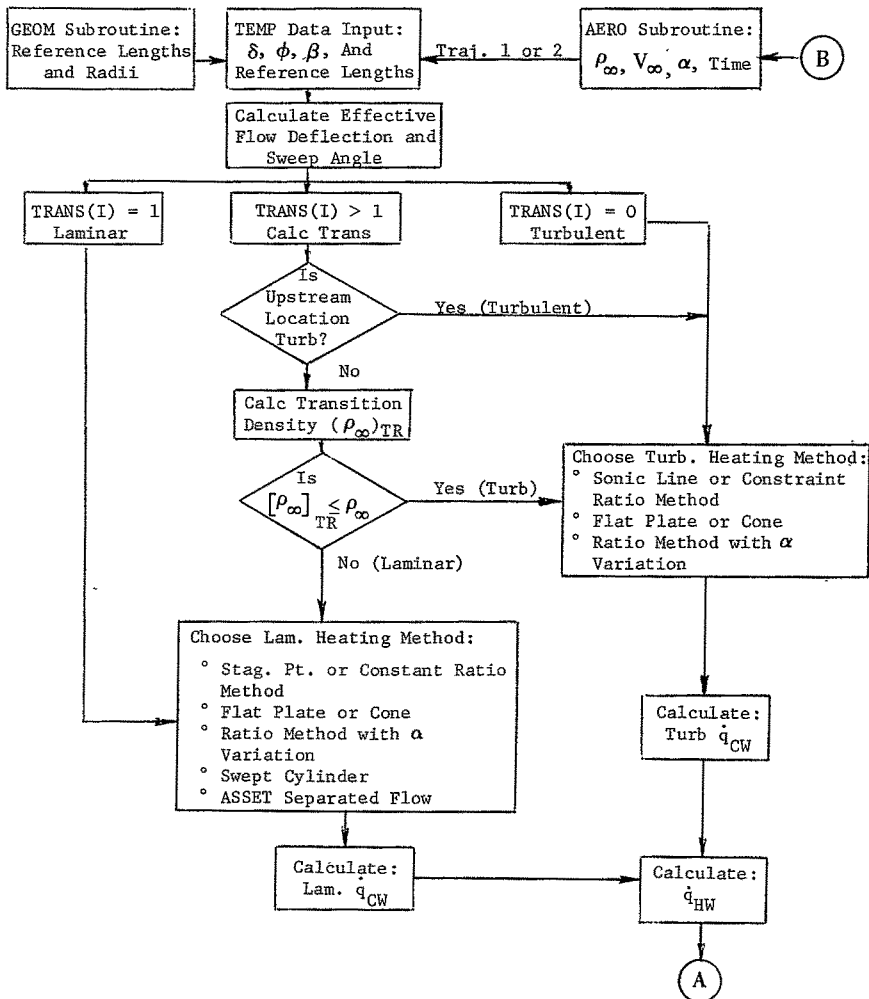 GEOM Subroutine:
Reference Lengths
and Radii
TEMP Data Input:
δ, ϕ, β, And
Reference Lengths
Traj. 1 or 2
AERO Subroutine:
ρ∞, V∞, α, Time
B
Calculate Effective
Flow Deflection and
Sweep Angle
TRANS(I) = 1
Laminar
TRANS(I) > 1
Calc Trans
TRANS(I) = 0
Turbulent
Is
Upstream
Location
Turb?
Yes (Turbulent)
No
Calc Transition
Density (ρ∞)TR
Is
[ρ∞]TR ≤ ρ∞
Yes (Turb)
No (Laminar)
Choose Turb. Heating Method:
° Sonic Line or Constraint
Ratio Method
° Flat Plate or Cone
° Ratio Method with α
Variation
Choose Lam. Heating Method:
° Stag. Pt. or Constant Ratio
Method
° Flat Plate or Cone
° Ratio Method with α
Variation
° Swept Cylinder
° ASSET Separated Flow
Calculate:
Turb q̇CW
Calculate:
Lam. q̇CW
Calculate:
q̇HW
A